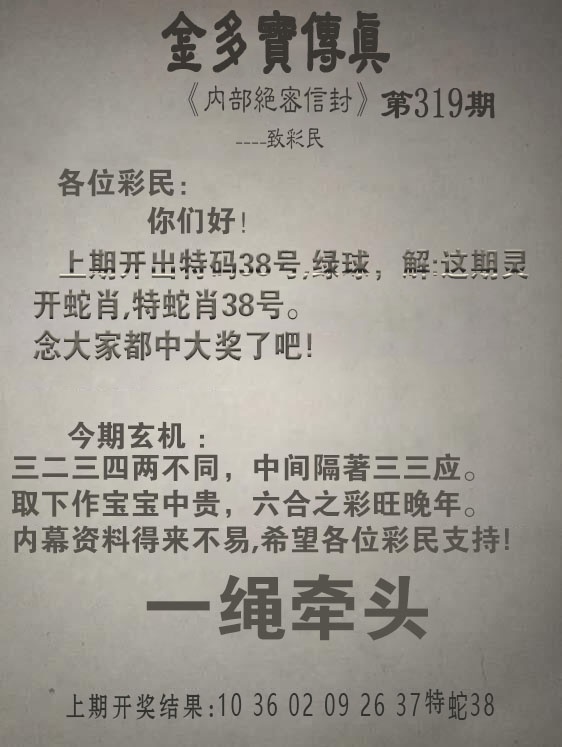 金多寶傳真
《内部絕密信封》第319期
----致彩民
各位彩民：
你们好！
上期开出特码38号,绿球，解:这期灵
开蛇肖,特蛇肖38号。
念大家都中大奖了吧!
今期玄机：
三二三四两不同，中间隔著三三应。
取下作宝宝中贵，六合之彩旺晚年。
内幕资料得来不易,希望各位彩民支持!
一绳牵头
上期开奖结果:10 36 02 09 26 37特蛇38